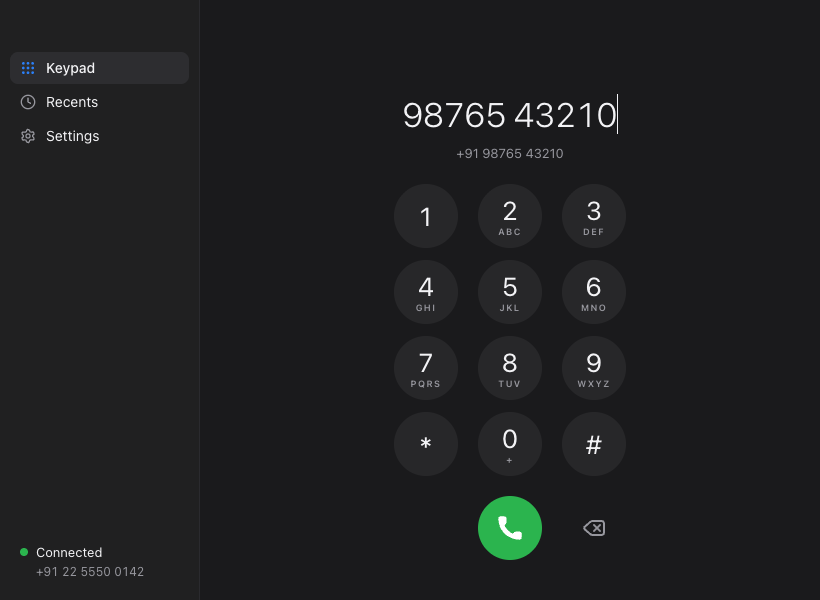 Keypad
Recents
Settings
98765 43210
+91 98765 43210
1
2
ABC
3
DEF
4
GHI
5
JKL
6
MNO
7
PQRS
8
TUV
9
WXYZ
*
0
+
#
Connected
+91 22 5550 0142